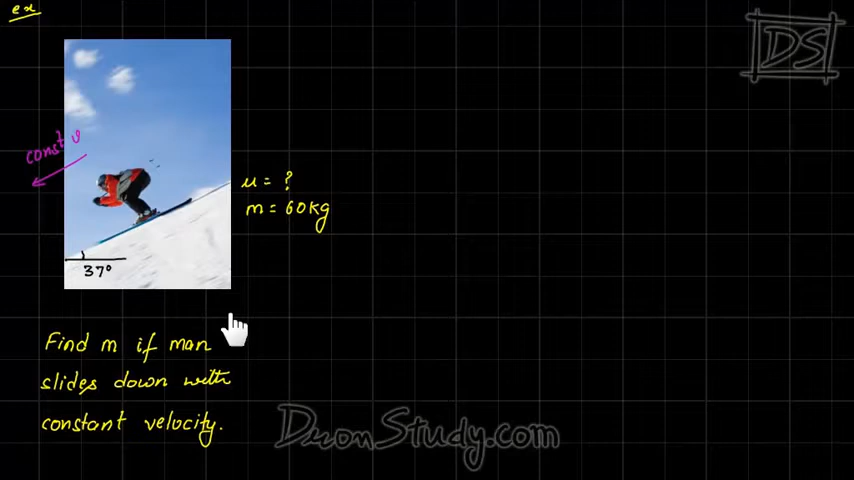 ex
DS
const v
μ = ?
m = 60kg
37°
Find m if man
slides down with
constant velocity.
DronStudy.com